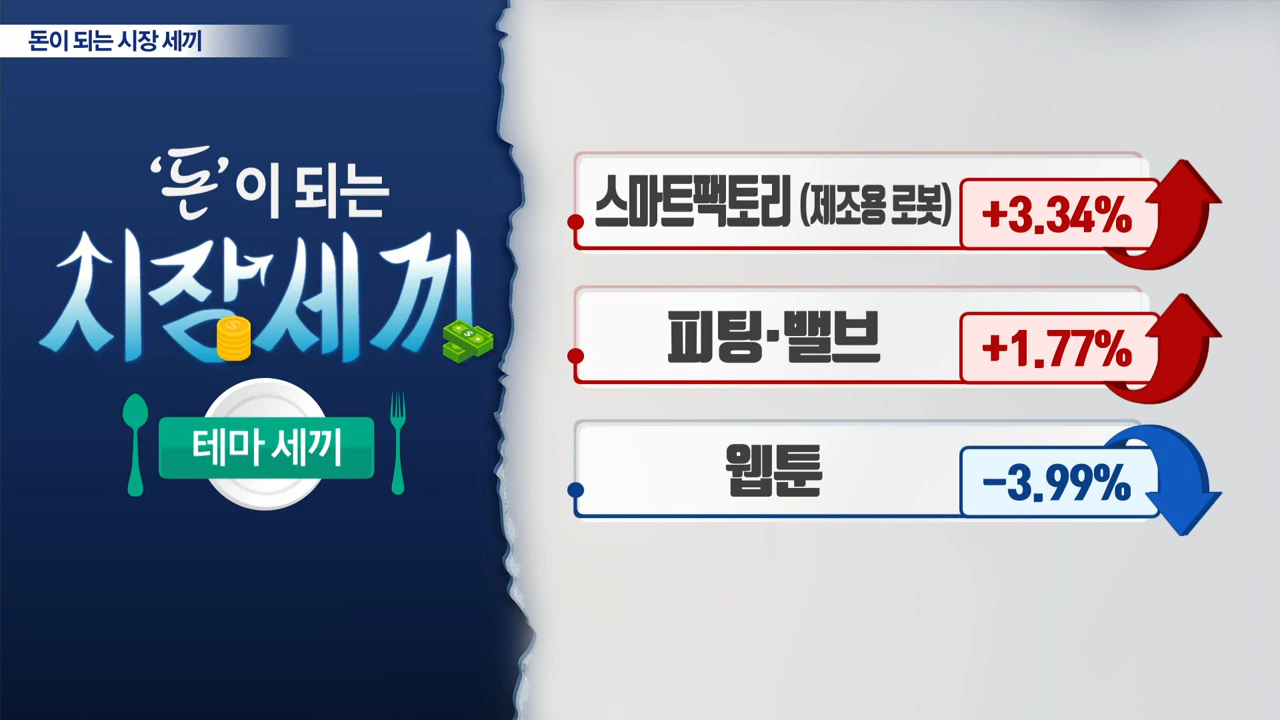 돈이 되는 시장 세끼
'돈'이 되는
시장세끼
테마 세끼
스마트팩토리 (제조용 로봇) +3.34%
피팅·밸브 +1.77%
웹툰 -3.99%